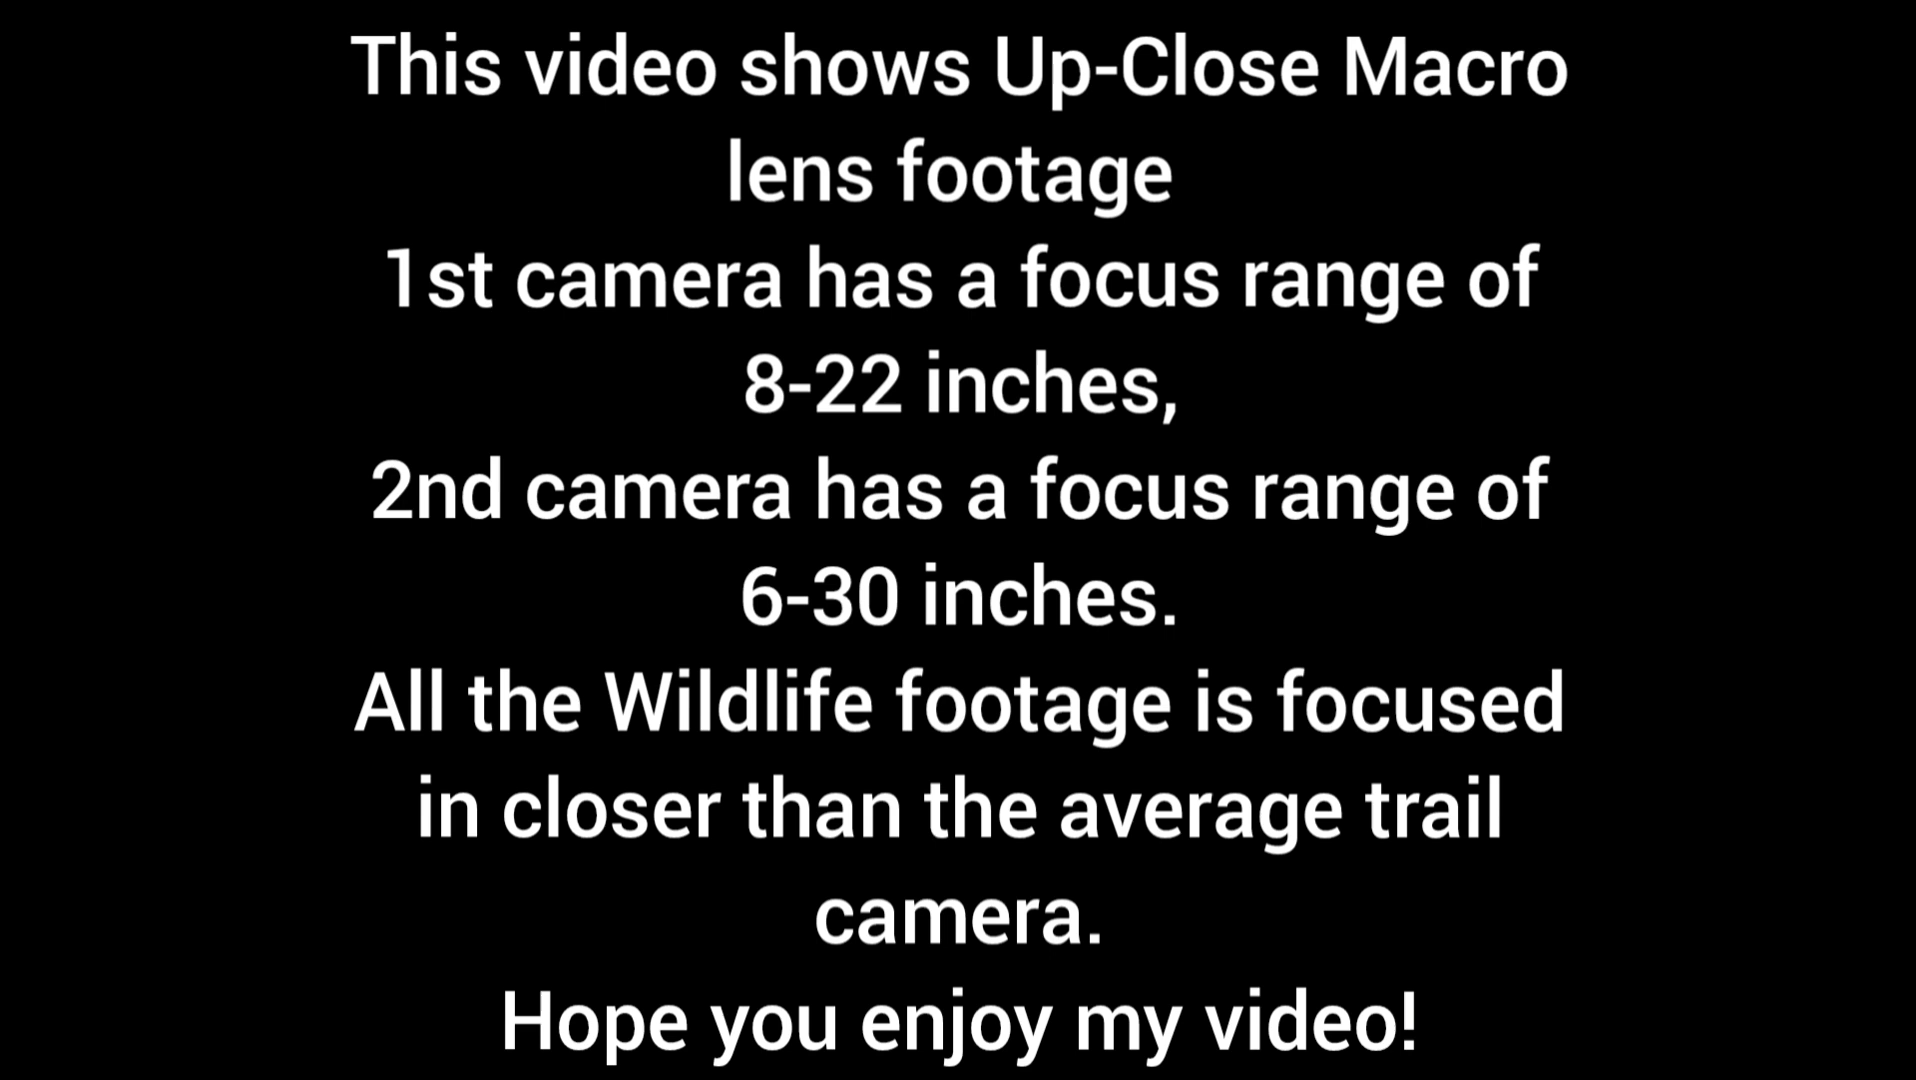 This video shows Up-Close Macro
lens footage
1st camera has a focus range of
8-22 inches,
2nd camera has a focus range of
6-30 inches.
All the Wildlife footage is focused
in closer than the average trail
camera.
Hope you enjoy my video!